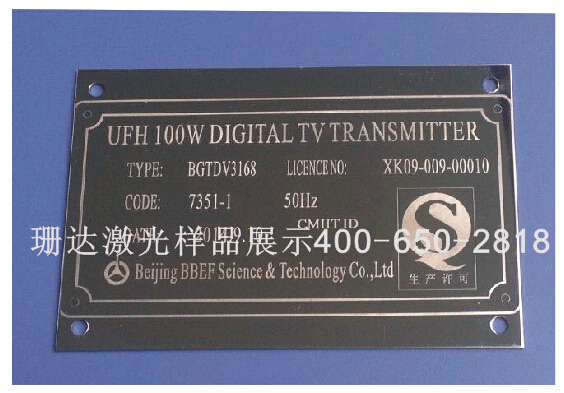 UFH 100W DIGITAL TV TRANSMITTER
TYPE: BGTDV3168 LICENCE NO: XK09-009-00010
CODE: 7351-1 50Hz
CMIIT ID
珊达激光样品展示400-650-2818
Beijing BBEF Science & Technology Co.,Ltd
生产许可